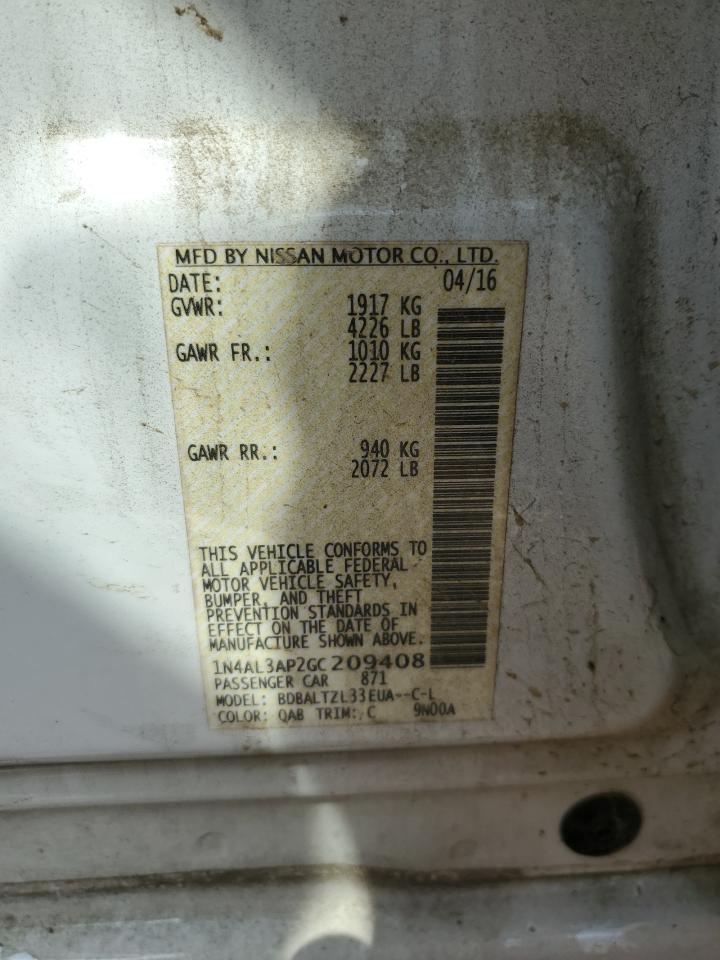 MFD BY NISSAN MOTOR CO., LTD.
DATE: 04/16
GVWR: 1917 KG
4226 LB
GAWR FR.: 1010 KG
2227 LB
GAWR RR.: 940 KG
2072 LB
THIS VEHICLE CONFORMS TO
ALL APPLICABLE FEDERAL
MOTOR VEHICLE SAFETY,
BUMPER, AND THEFT
PREVENTION STANDARDS IN
EFFECT ON THE DATE OF
MANUFACTURE SHOWN ABOVE.
1N4AL3AP2GC209408
PASSENGER CAR 871
MODEL: BDBALTZL33EUA--C-L
COLOR: QAB TRIM: C 9N00A